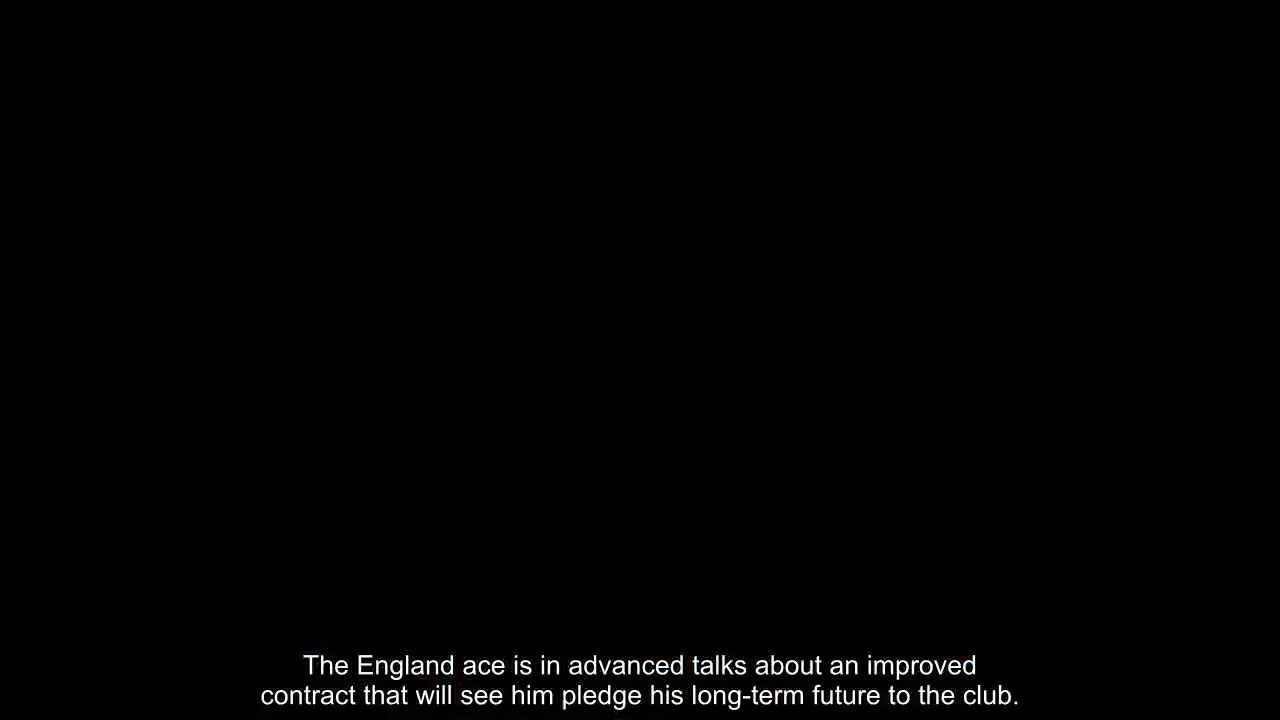 The England ace is in advanced talks about an improved
contract that will see him pledge his long-term future to the club.